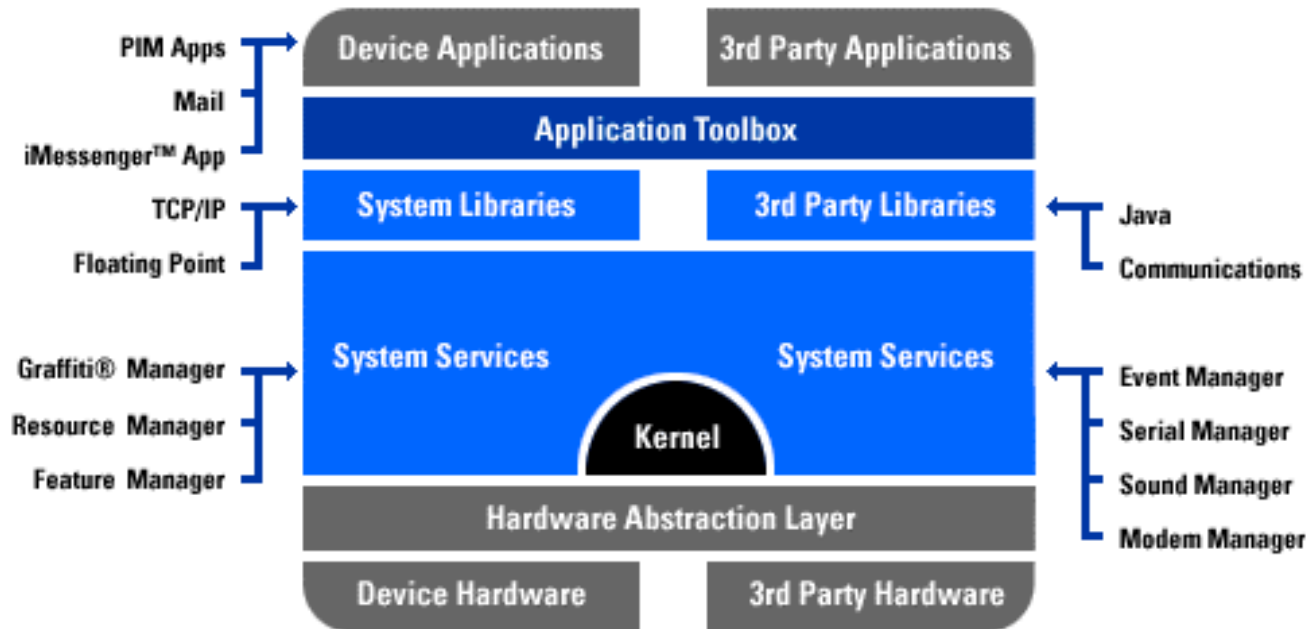 PIM Apps
Mail
iMessenger™ App
TCP/IP
Floating Point
Graffiti® Manager
Resource Manager
Feature Manager
Device Applications
3rd Party Applications
Application Toolbox
System Libraries
3rd Party Libraries
System Services
System Services
Kernel
Hardware Abstraction Layer
Device Hardware
3rd Party Hardware
Java
Communications
Event Manager
Serial Manager
Sound Manager
Modem Manager